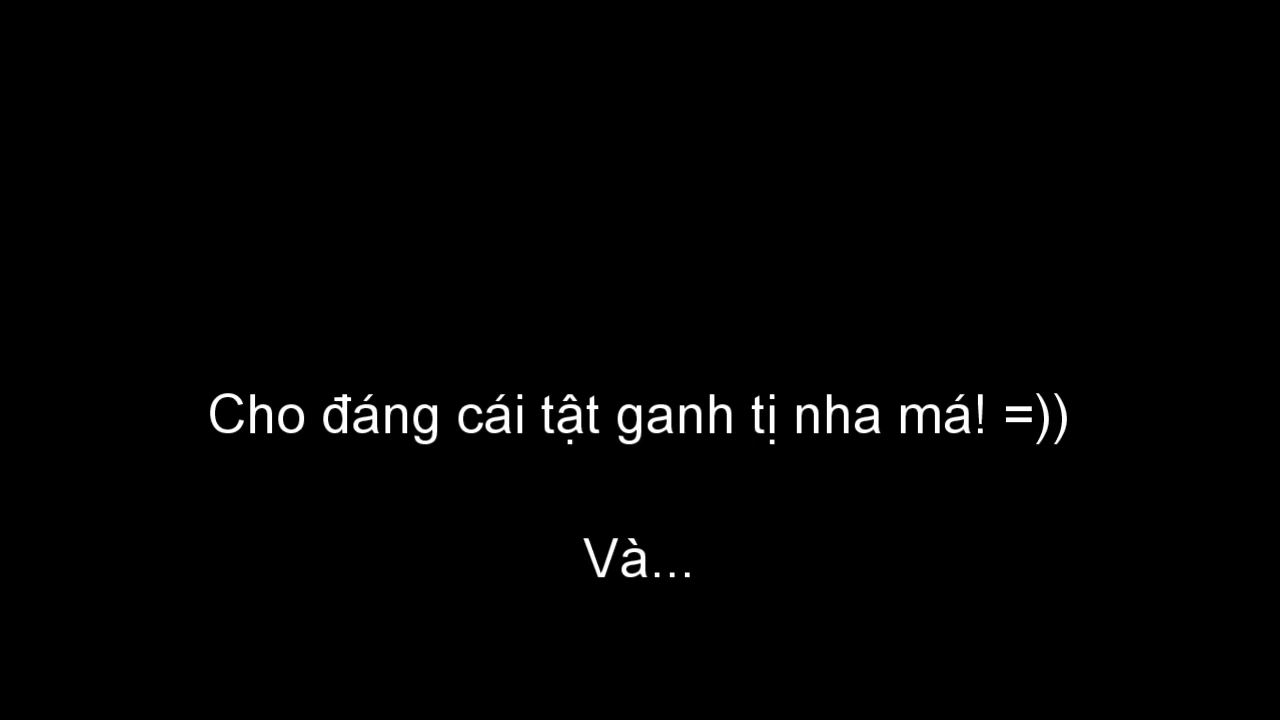 Cho đáng cái tật ganh tị nha má! =))
Và...